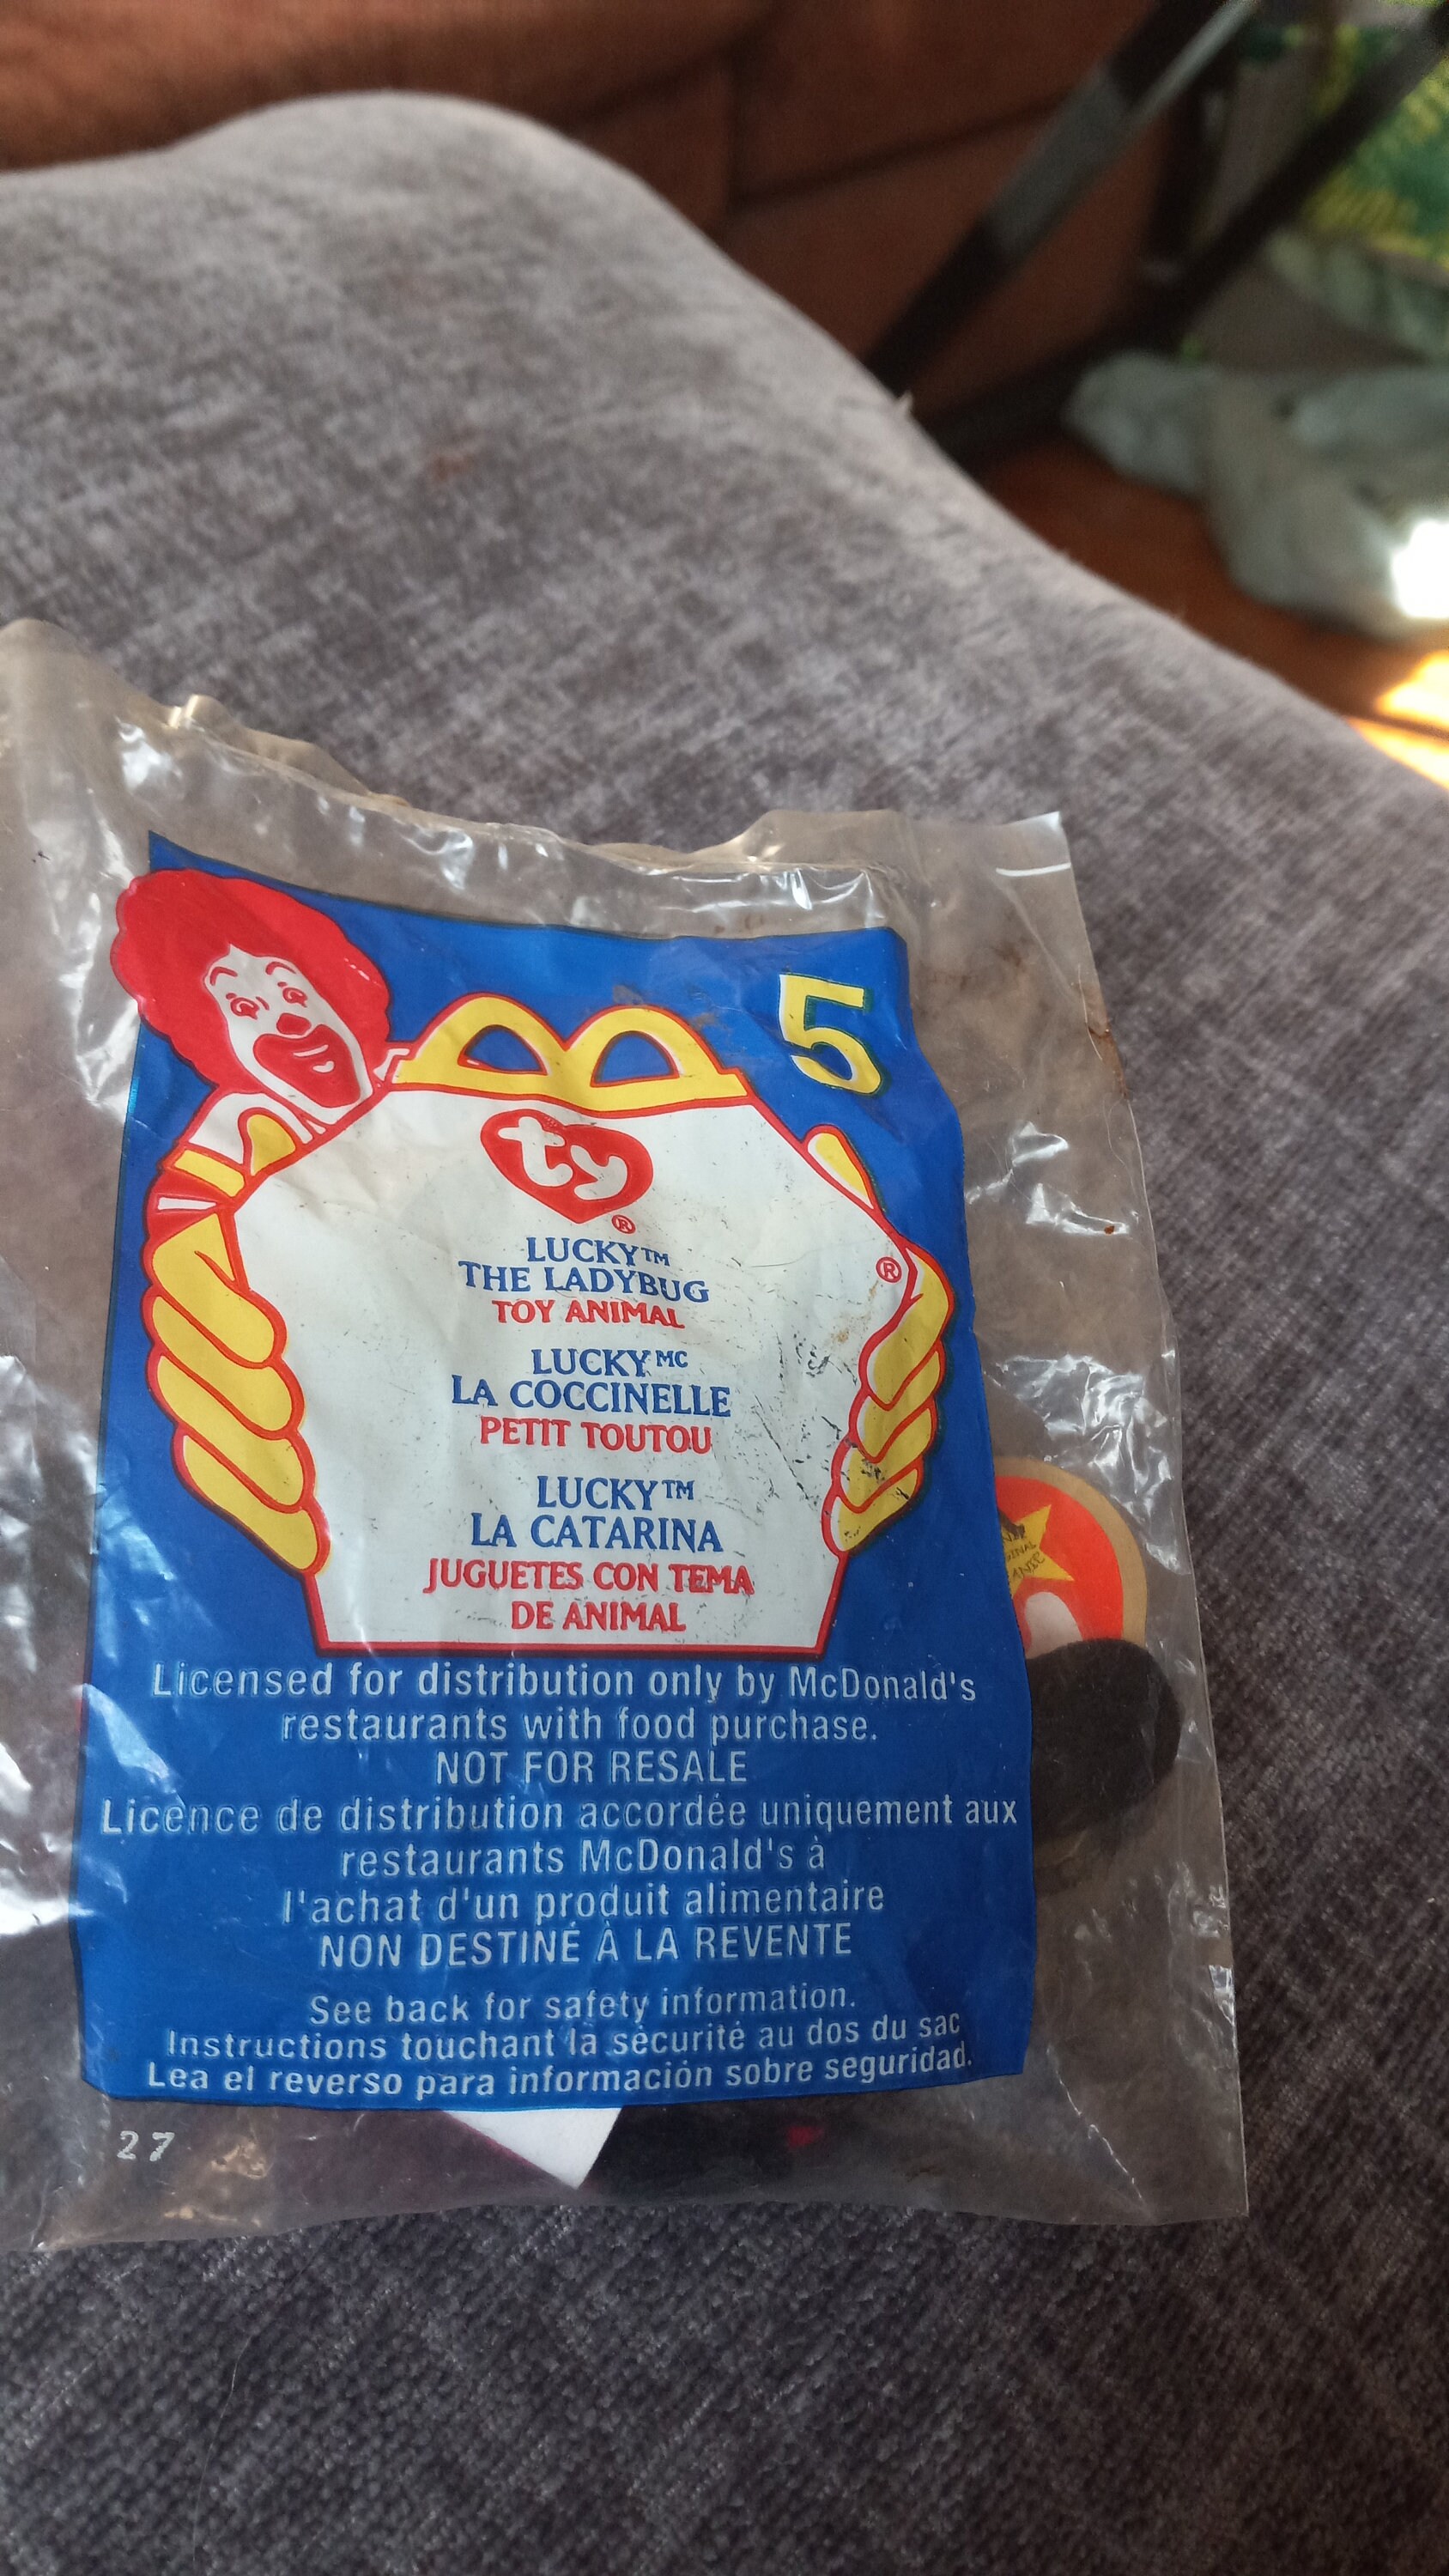 5
ty®
LUCKY™
THE LADYBUG
TOY ANIMAL
®
LUCKY MC
LA COCCINELLE
PETIT TOUTOU
LUCKY™
LA CATARINA
JUGUETES CON TEMA
DE ANIMAL
Licensed for distribution only by McDonald's
restaurants with food purchase.
NOT FOR RESALE
Licence de distribution accordée uniquement aux
restaurants McDonald's à
l'achat d'un produit alimentaire
NON DESTINÉ À LA REVENTE
See back for safety information.
Instructions touchant la sécurité au dos du sac
Lea el reverso para información sobre seguridad.
27